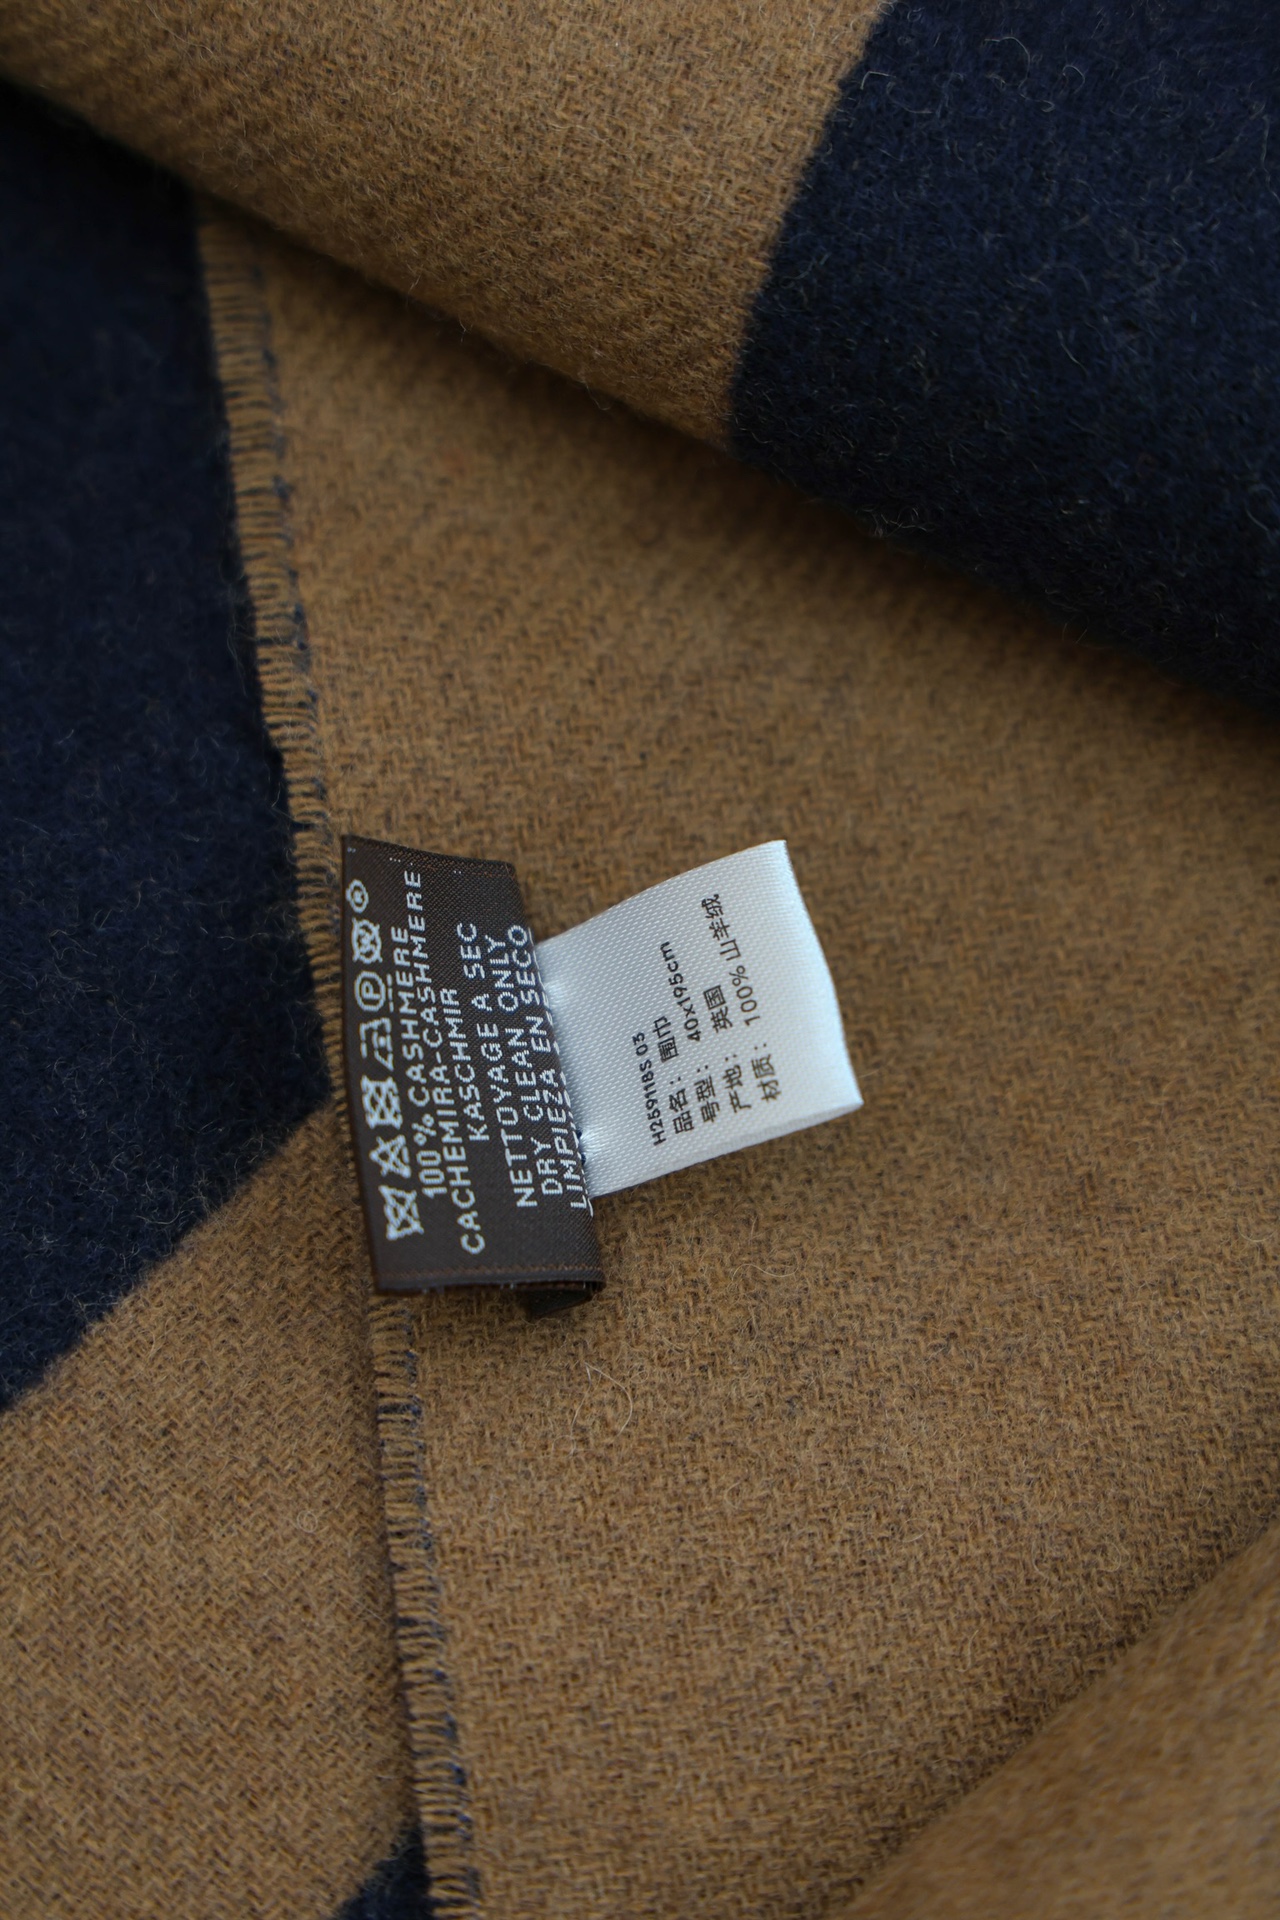 100% CASHMERE
CACHEMIRA-CASHMERE
KASCHMIR
NETTOYAGE A SEC
DRY CLEAN ONLY
LIMPIEZA EN SECO
H259118S 03
品名：围巾
号型：40x195cm
产地：英国
材质：100% 山羊绒